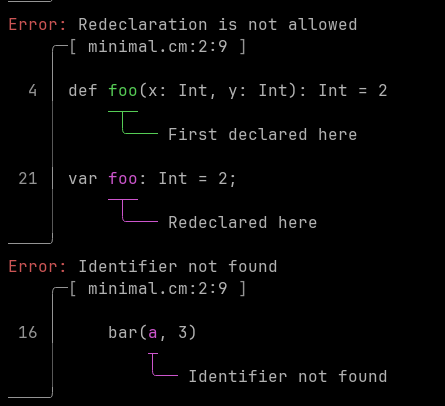 Error: Redeclaration is not allowed
[ minimal.cm:2:9 ]
4 def foo(x: Int, y: Int): Int = 2
First declared here
21 var foo: Int = 2;
Redeclared here
Error: Identifier not found
[ minimal.cm:2:9 ]
16 bar(a, 3)
Identifier not found